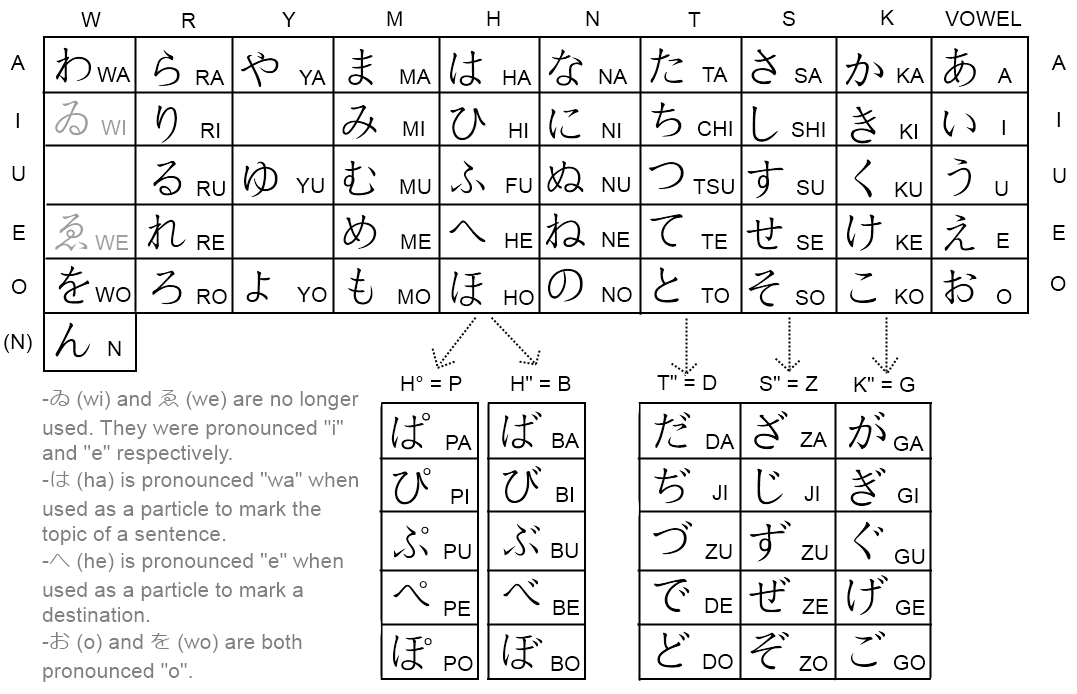 W R Y M H N T S K VOWEL
A わ WA ら RA や YA ま MA は HA な NA た TA さ SA か KA あ A A
I ゐ WI り RI み MI ひ HI に NI ち CHI し SHI き KI い I I
U る RU ゆ YU む MU ふ FU ぬ NU つ TSU す SU く KU う U U
E ゑ WE れ RE め ME へ HE ね NE て TE せ SE け KE え E E
O を WO ろ RO よ YO も MO ほ HO の NO と TO そ SO こ KO お O O
(N) ん N
H° = P H" = B T" = D S" = Z K" = G
ぱ PA ば BA だ DA ざ ZA が GA
ぴ PI び BI ぢ JI じ JI ぎ GI
ぷ PU ぶ BU づ ZU ず ZU ぐ GU
ぺ PE べ BE で DE ぜ ZE げ GE
ぽ PO ぼ BO ど DO ぞ ZO ご GO
-ゐ (wi) and ゑ (we) are no longer
used. They were pronounced "i"
and "e" respectively.
-は (ha) is pronounced "wa" when
used as a particle to mark the
topic of a sentence.
-へ (he) is pronounced "e" when
used as a particle to mark a
destination.
-お (o) and を (wo) are both
pronounced "o".